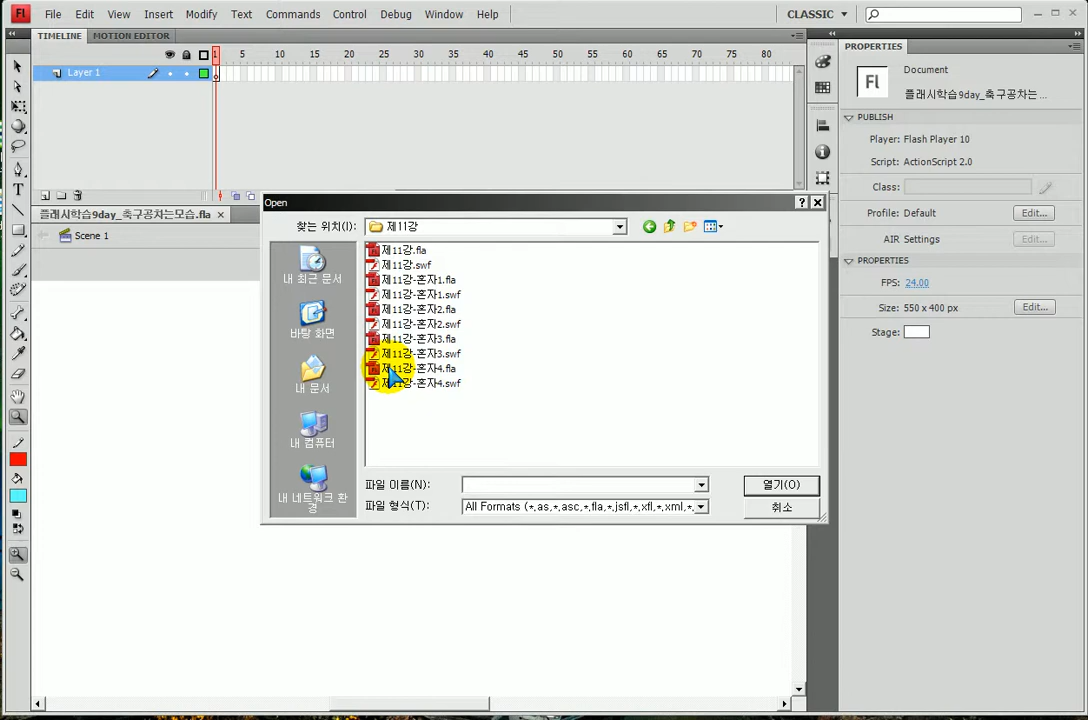 Fl File Edit View Insert Modify Text Commands Control Debug Window Help CLASSIC
TIMELINE MOTION EDITOR
1 5 10 15 20 25 30 35 40 45 50 55 60 65 70 75 80
Layer 1
플래시학습9day_축구공차는모습.fla
Scene 1
Open
찾는 위치(I): 제11강
내 최근 문서
바탕 화면
내 문서
내 컴퓨터
내 네트워크 환
경
제11강.fla
제11강.swf
제11강-혼자1.fla
제11강-혼자1.swf
제11강-혼자2.fla
제11강-혼자2.swf
제11강-혼자3.fla
제11강-혼자3.swf
제11강-혼자4.fla
제11강-혼자4.swf
파일 이름(N): 열기(O)
파일 형식(T): All Formats (*,as,*,asc,*,fla,*,jsfl,*,xfl,*,xml,*, 취소
PROPERTIES
Fl
Document
플래시학습9day_축구공차는 ...
PUBLISH
Player: Flash Player 10
Script: ActionScript 2.0
Class:
Profile: Default Edit...
AIR Settings Edit...
PROPERTIES
FPS: 24.00
Size: 550 x 400 px Edit...
Stage: